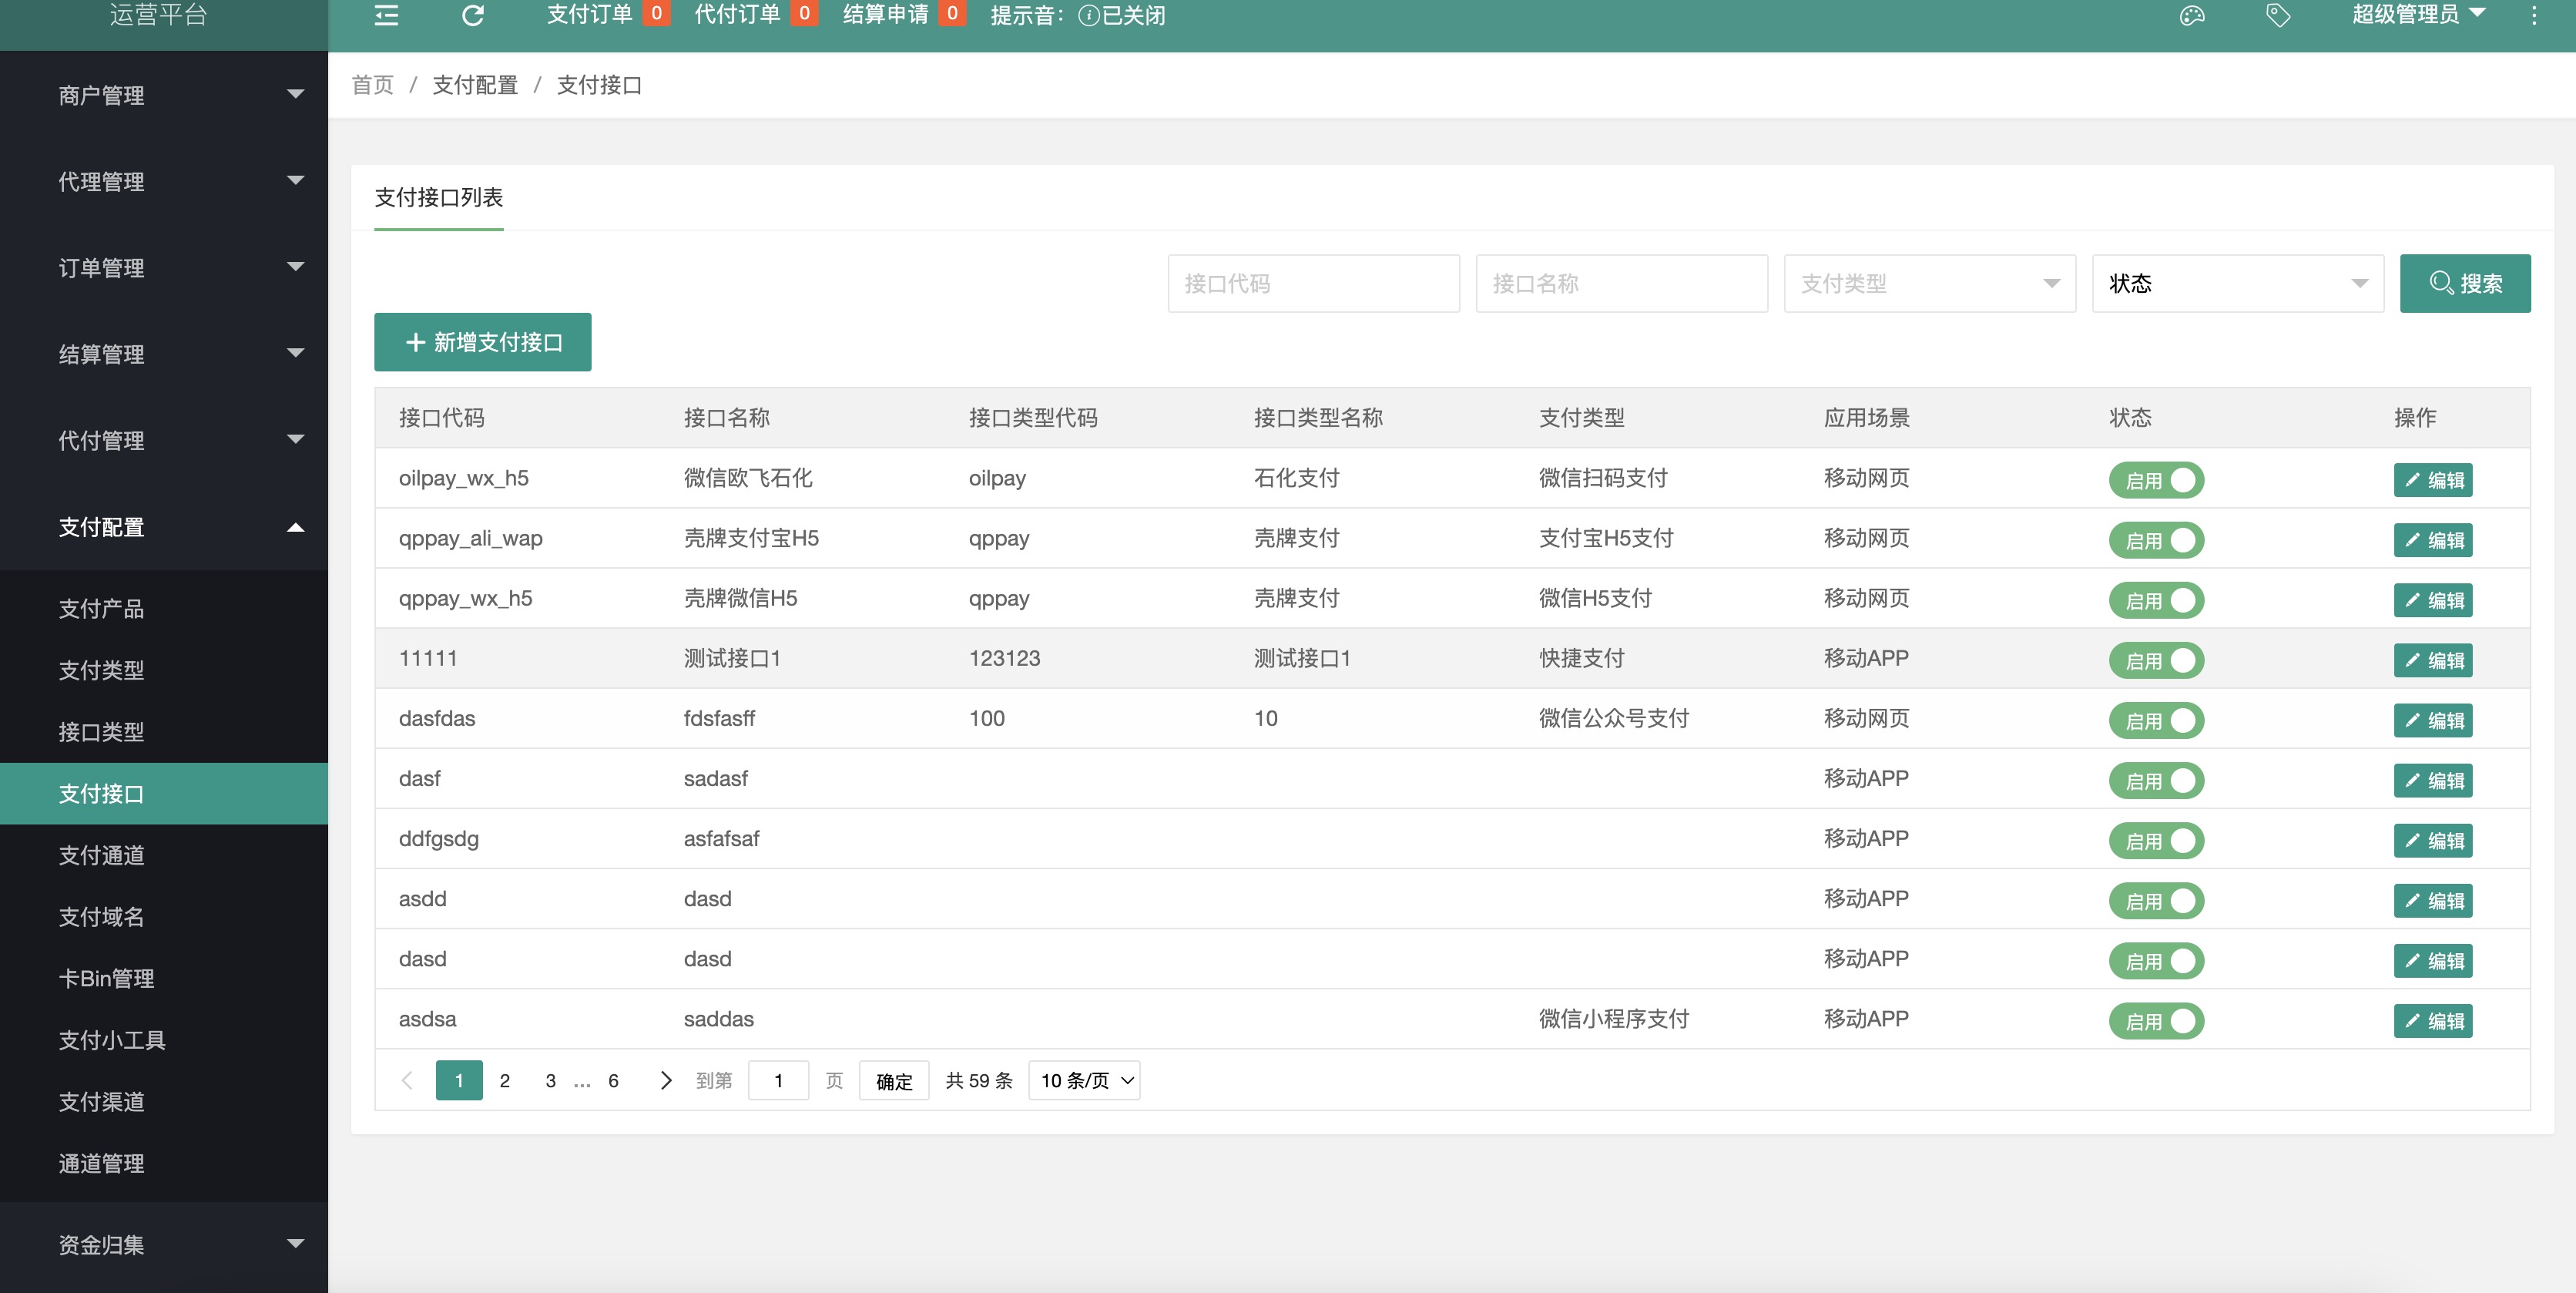 运营平台
支付订单 0 代付订单 0 结算申请 0 提示音： 已关闭
超级管理员
商户管理
代理管理
订单管理
结算管理
代付管理
支付配置
支付产品
支付类型
接口类型
支付接口
支付通道
支付域名
卡Bin管理
支付小工具
支付渠道
通道管理
资金归集
首页 / 支付配置 / 支付接口
支付接口列表
接口代码 接口名称 支付类型 状态 搜索
新增支付接口
接口代码 接口名称 接口类型代码 接口类型名称 支付类型 应用场景 状态 操作
oilpay_wx_h5 微信欧飞石化 oilpay 石化支付 微信扫码支付 移动网页 启用 编辑
qppay_ali_wap 壳牌支付宝H5 qppay 壳牌支付 支付宝H5支付 移动网页 启用 编辑
qppay_wx_h5 壳牌微信H5 qppay 壳牌支付 微信H5支付 移动网页 启用 编辑
11111 测试接口1 123123 测试接口1 快捷支付 移动APP 启用 编辑
dasfdas fdsfasff 100 10 微信公众号支付 移动网页 启用 编辑
dasf sadasf 移动APP 启用 编辑
ddfgsdg asfafsaf 移动APP 启用 编辑
asdd dasd 移动APP 启用 编辑
dasd dasd 移动APP 启用 编辑
asdsa saddas 微信小程序支付 移动APP 启用 编辑
1 2 3 … 6 到第 1 页 确定 共 59 条 10 条/页